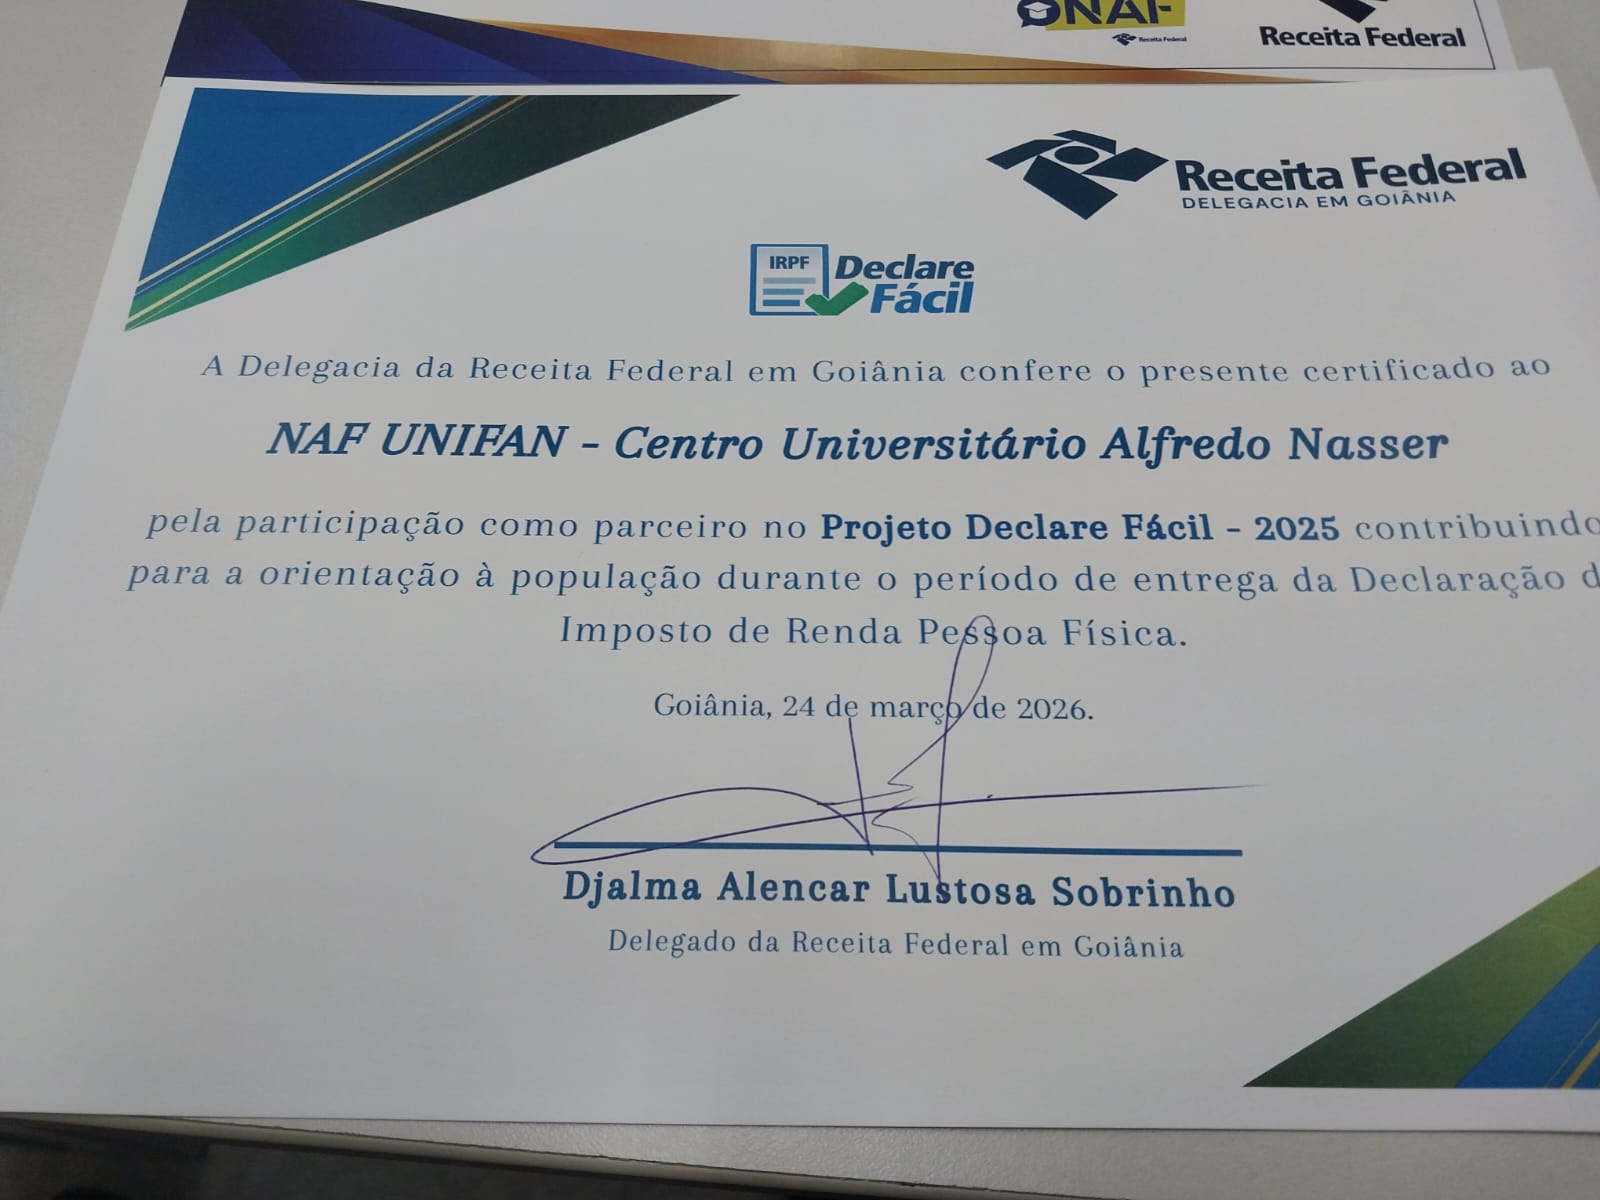 NAF
Receita Federal
Receita Federal
Receita Federal
DELEGACIA EM GOIÂNIA
IRPF
Declare
Fácil
A Delegacia da Receita Federal em Goiânia confere o presente certificado ao
NAF UNIFAN - Centro Universitário Alfredo Nasser
pela participação como parceiro no Projeto Declare Fácil - 2025 contribuindo
para a orientação à população durante o período de entrega da Declaração d
Imposto de Renda Pessoa Física.
Goiânia, 24 de março de 2026.
Djalma Alencar Lustosa Sobrinho
Delegado da Receita Federal em Goiânia